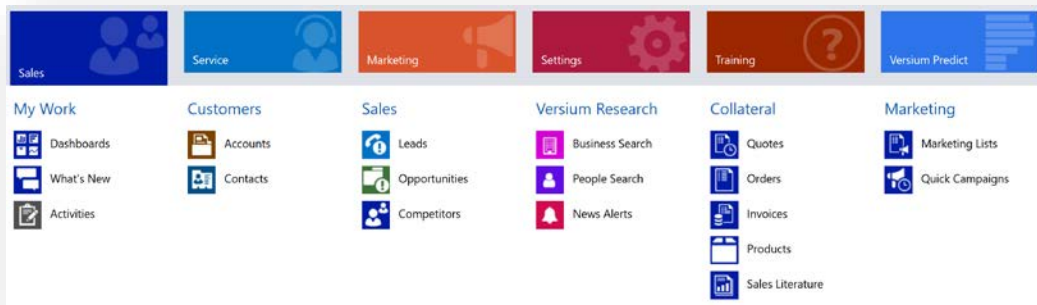 Sales
Service
Marketing
Settings
Training
Versium Predict
My Work
Dashboards
What's New
Activities
Customers
Accounts
Contacts
Sales
Leads
Opportunities
Competitors
Versium Research
Business Search
People Search
News Alerts
Collateral
Quotes
Orders
Invoices
Products
Sales Literature
Marketing
Marketing Lists
Quick Campaigns